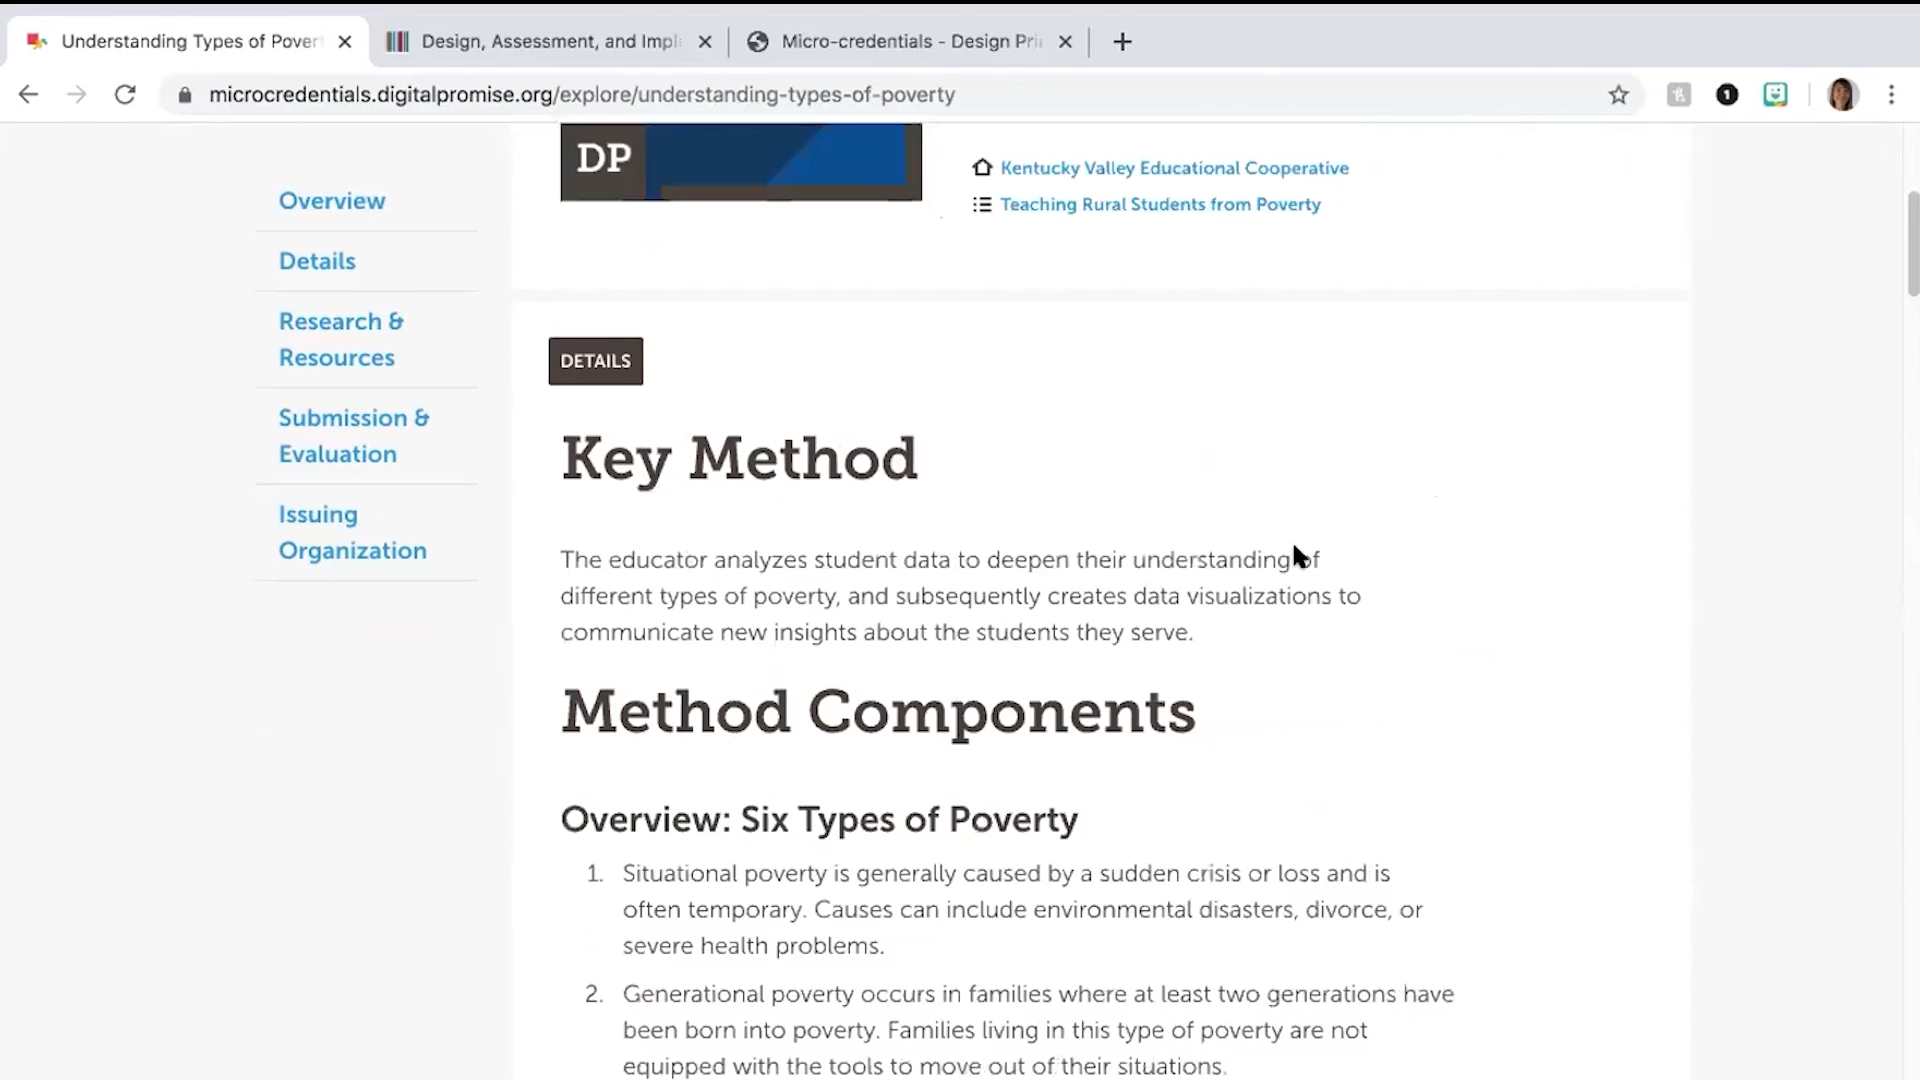 Understanding Types of Pover
Design, Assessment, and Impl
Micro-credentials - Design Pri
microcredentials.digitalpromise.org/explore/understanding-types-of-poverty
1
DP
Kentucky Valley Educational Cooperative
Teaching Rural Students from Poverty
Overview
Details
Research &
Resources
Submission &
Evaluation
Issuing
Organization
DETAILS
Key Method
The educator analyzes student data to deepen their understanding of
different types of poverty, and subsequently creates data visualizations to
communicate new insights about the students they serve.
Method Components
Overview: Six Types of Poverty
1. Situational poverty is generally caused by a sudden crisis or loss and is
often temporary. Causes can include environmental disasters, divorce, or
severe health problems.
2. Generational poverty occurs in families where at least two generations have
been born into poverty. Families living in this type of poverty are not
equipped with the tools to move out of their situations.